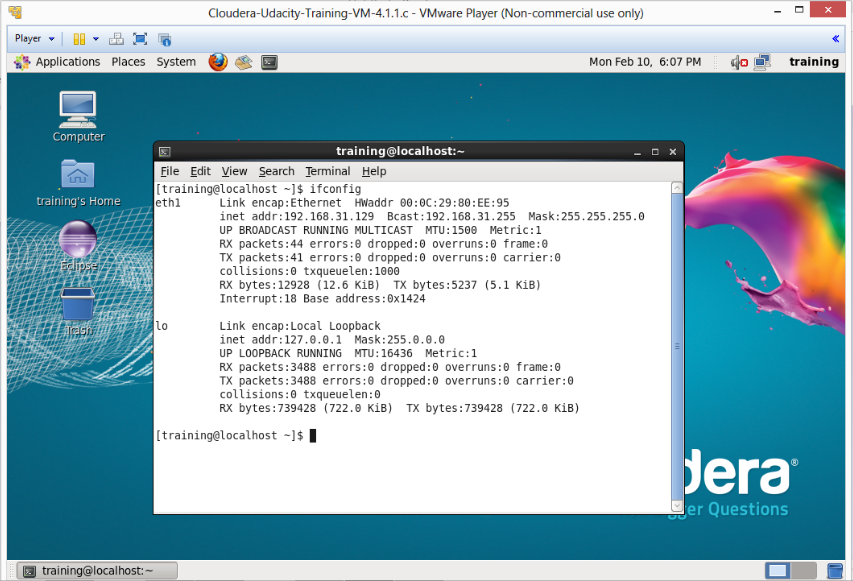 Cloudera-Udacity-Training-VM-4.1.1.c - VMware Player (Non-commercial use only)
Player
Applications Places System
Mon Feb 10, 6:07 PM
training
Computer
training's Home
Eclipse
Trash
training@localhost:~
File Edit View Search Terminal Help
[training@localhost ~]$ ifconfig
eth1 Link encap:Ethernet HWaddr 00:0C:29:80:EE:95
inet addr:192.168.31.129 Bcast:192.168.31.255 Mask:255.255.255.0
UP BROADCAST RUNNING MULTICAST MTU:1500 Metric:1
RX packets:44 errors:0 dropped:0 overruns:0 frame:0
TX packets:41 errors:0 dropped:0 overruns:0 carrier:0
collisions:0 txqueuelen:1000
RX bytes:12928 (12.6 KiB) TX bytes:5237 (5.1 KiB)
Interrupt:18 Base address:0x1424
lo Link encap:Local Loopback
inet addr:127.0.0.1 Mask:255.0.0.0
UP LOOPBACK RUNNING MTU:16436 Metric:1
RX packets:3488 errors:0 dropped:0 overruns:0 frame:0
TX packets:3488 errors:0 dropped:0 overruns:0 carrier:0
collisions:0 txqueuelen:0
RX bytes:739428 (722.0 KiB) TX bytes:739428 (722.0 KiB)
[training@localhost ~]$
dera®
gger Questions
training@localhost:~